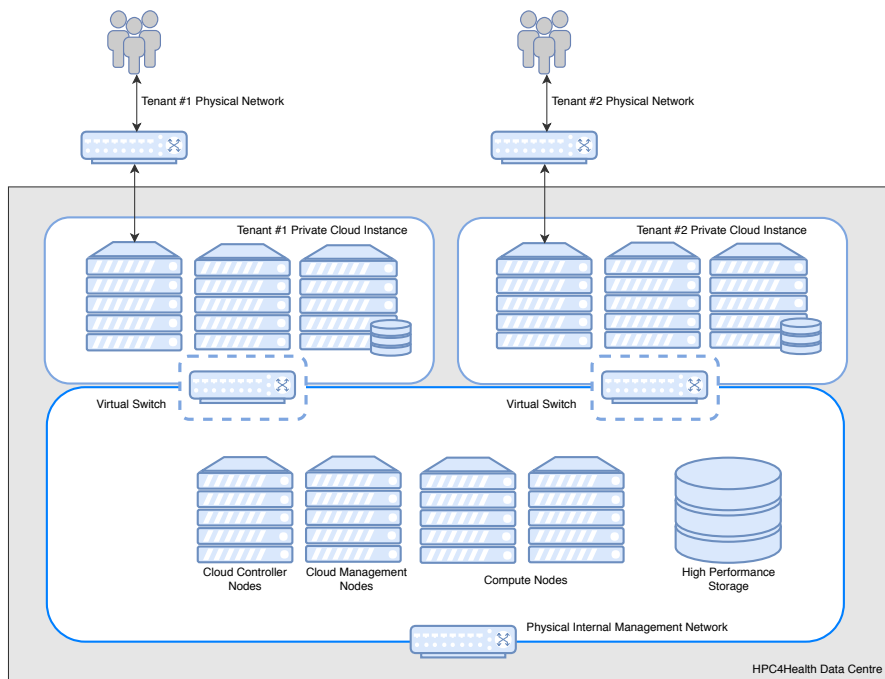 Tenant #1 Physical Network
Tenant #2 Physical Network
Tenant #1 Private Cloud Instance
Tenant #2 Private Cloud Instance
Virtual Switch
Virtual Switch
Cloud Controller
Nodes
Cloud Management
Nodes
Compute Nodes
High Performance
Storage
Physical Internal Management Network
HPC4Health Data Centre